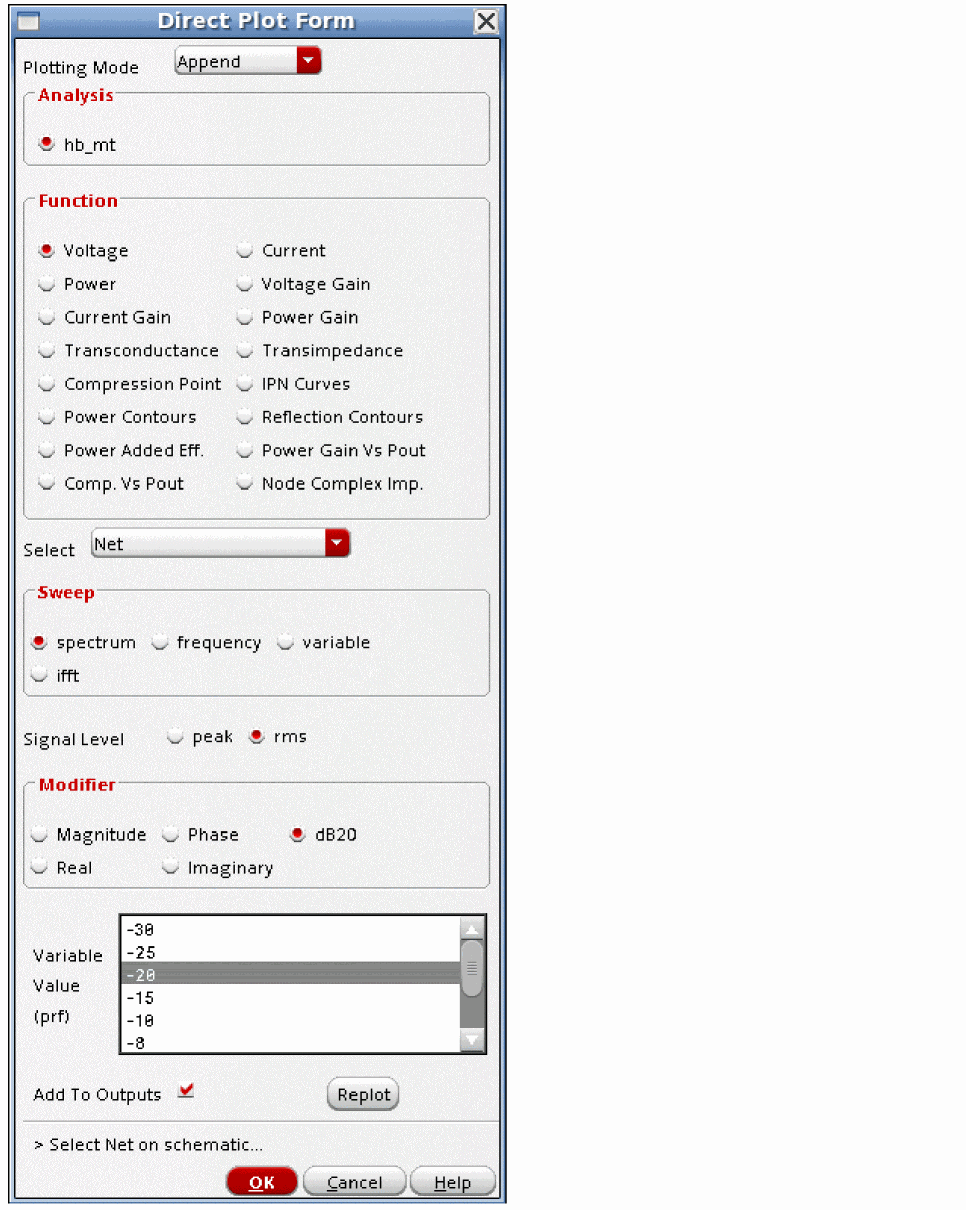 Direct Plot Form
Plotting Mode Append
Analysis
hb_mt
Function
Voltage Current
Power Voltage Gain
Current Gain Power Gain
Transconductance Transimpedance
Compression Point IPN Curves
Power Contours Reflection Contours
Power Added Eff. Power Gain Vs Pout
Comp. Vs Pout Node Complex Imp.
Select Net
Sweep
spectrum frequency variable
ifft
Signal Level peak rms
Modifier
Magnitude Phase dB20
Real Imaginary
Variable Value (prf)
-30
-25
-20
-15
-10
-8
Add To Outputs Replot
> Select Net on schematic...
OK Cancel Help